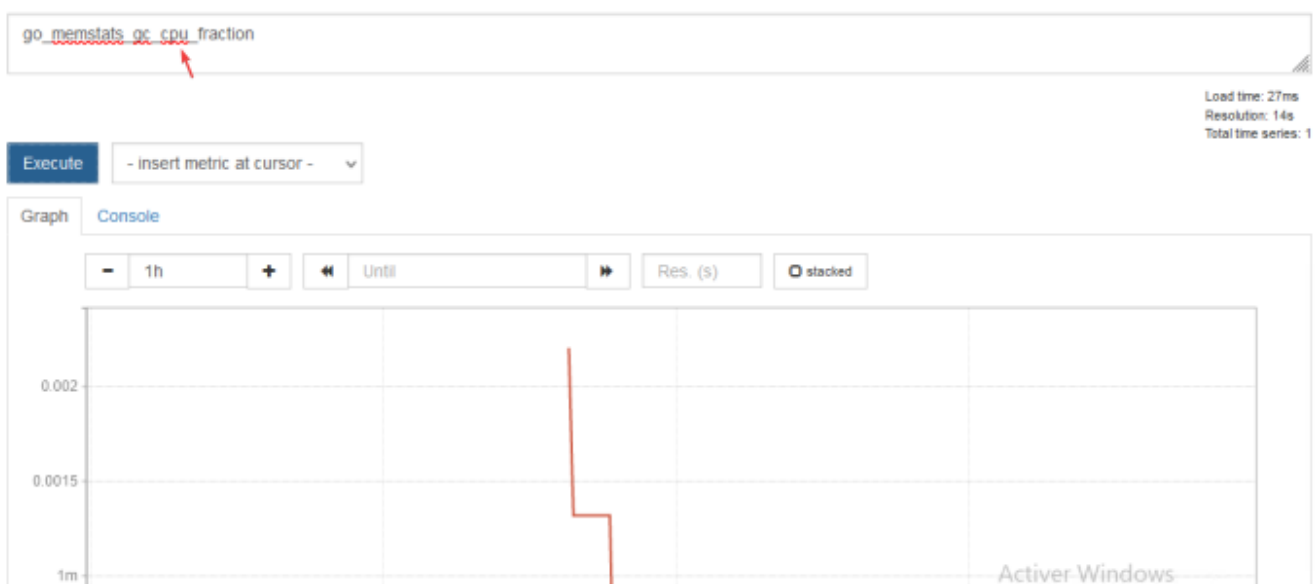 go_memstats_gc_cpu_fraction
Load time: 27ms
Resolution: 14s
Total time series: 1
Execute
- insert metric at cursor -
Graph Console
- 1h + Until Res. (s) stacked
0.002
0.0015
1m
Activer Windows